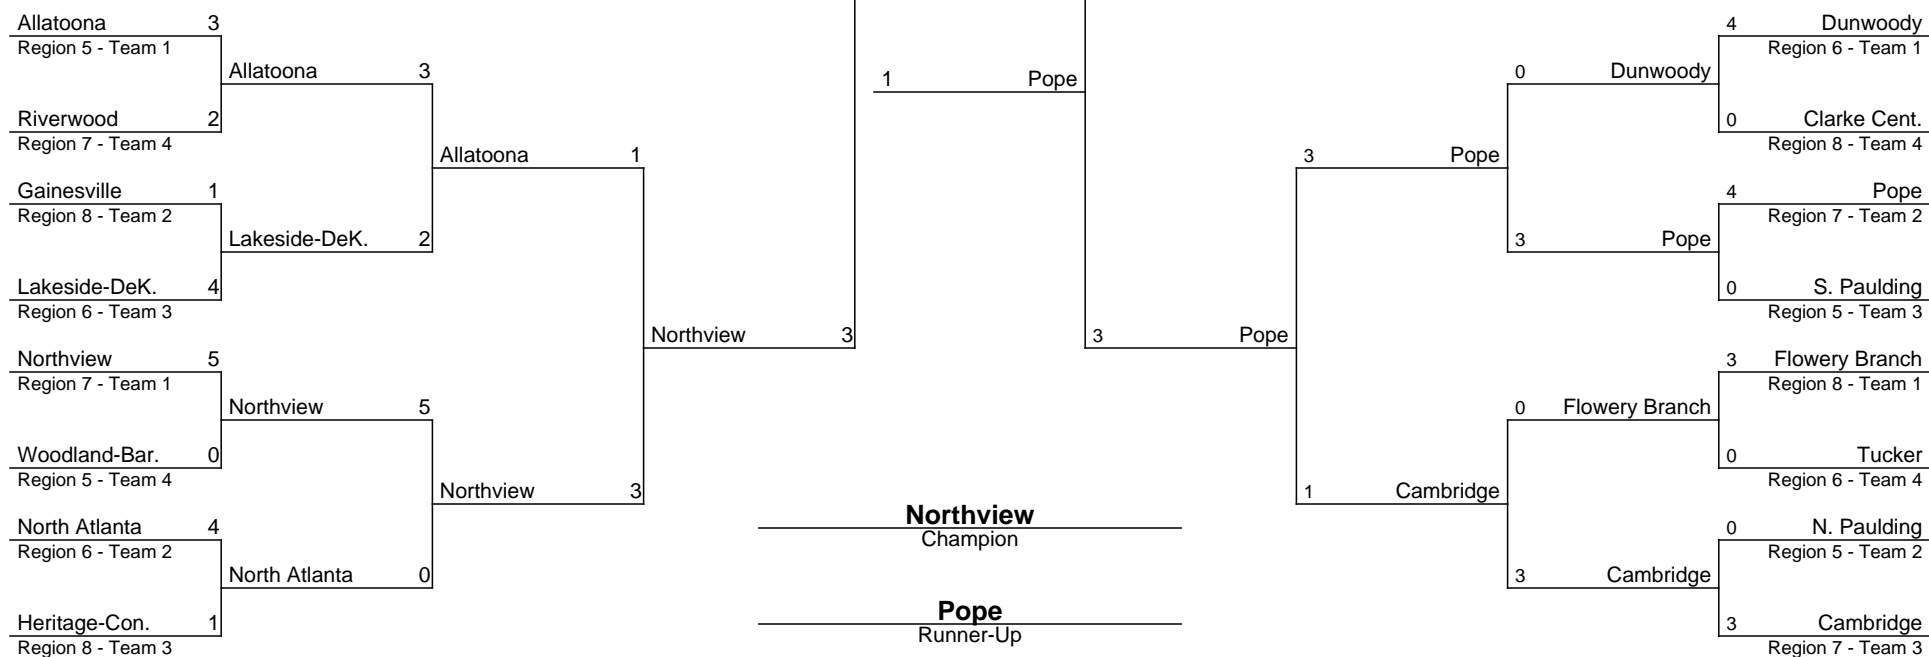 Allatoona 3
Region 5 - Team 1
Allatoona 3
Riverwood 2
Region 7 - Team 4
Allatoona 1
Gainesville 1
Region 8 - Team 2
Lakeside-DeK. 2
Lakeside-DeK. 4
Region 6 - Team 3
Northview 3
Northview 5
Region 7 - Team 1
Northview 5
Woodland-Bar. 0
Region 5 - Team 4
Northview 3
North Atlanta 4
Region 6 - Team 2
North Atlanta 0
Heritage-Con. 1
Region 8 - Team 3
1 Pope
3 Pope
Northview
Champion
Pope
Runner-Up
4 Dunwoody
Region 6 - Team 1
0 Dunwoody
0 Clarke Cent.
Region 8 - Team 4
3 Pope
4 Pope
Region 7 - Team 2
3 Pope
0 S. Paulding
Region 5 - Team 3
3 Flowery Branch
Region 8 - Team 1
0 Flowery Branch
0 Tucker
Region 6 - Team 4
1 Cambridge
0 N. Paulding
Region 5 - Team 2
3 Cambridge
3 Cambridge
Region 7 - Team 3